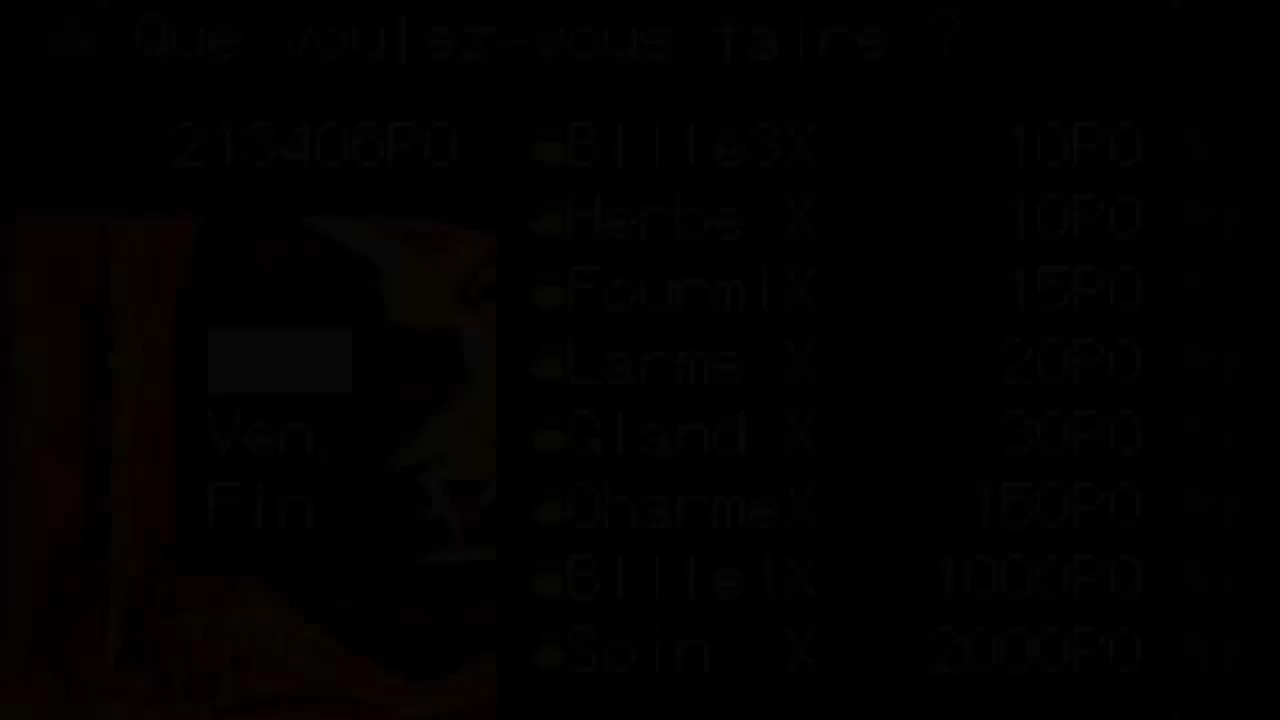 Que voulez-vous faire ?
213406PO
Bille3X 10PO
Herbe X 10PO
FourmiX 15PO
Larme X 20PO
Gland X 30PO
CharmeX 150PO
Bille1X 1000PO
Soin X 2000PO
Ven.
Fin